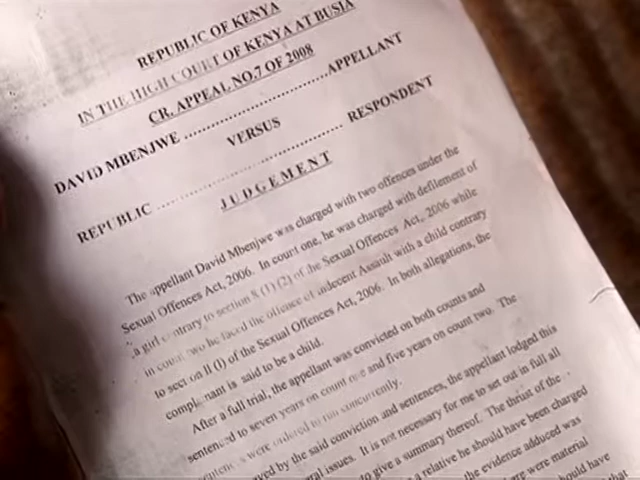 REPUBLIC OF KENYA
IN THE HIGH COURT OF KENYA AT BUSIA
CR. APPEAL NO.7 OF 2008
DAVID MBENJWE ..............................APPELLANT
VERSUS
REPUBLIC ........................................ RESPONDENT
JUDGEMENT
The appellant David Mbenjwe was charged with two offences under the
Sexual Offences Act, 2006. In court one, he was charged with defilement of
a girl contrary to section 8 (1) (2) of the Sexual Offences Act, 2006 while
in count two he faced the offence of indecent Assault with a child contrary
to section II (I) of the Sexual Offences Act, 2006. In both allegations, the
complainant is said to be a child.
After a full trial, the appellant was convicted on both counts and
sentenced to seven years on count one and five years on count two. The
sentences were ordered to run concurrently.
by the said conviction and sentences, the appellant lodged this
issues. It is not necessary for me to set out in full all
to give a summary thereof. The thrust of the
a relative he should have been charged
the evidence adduced was
were material
should have
that